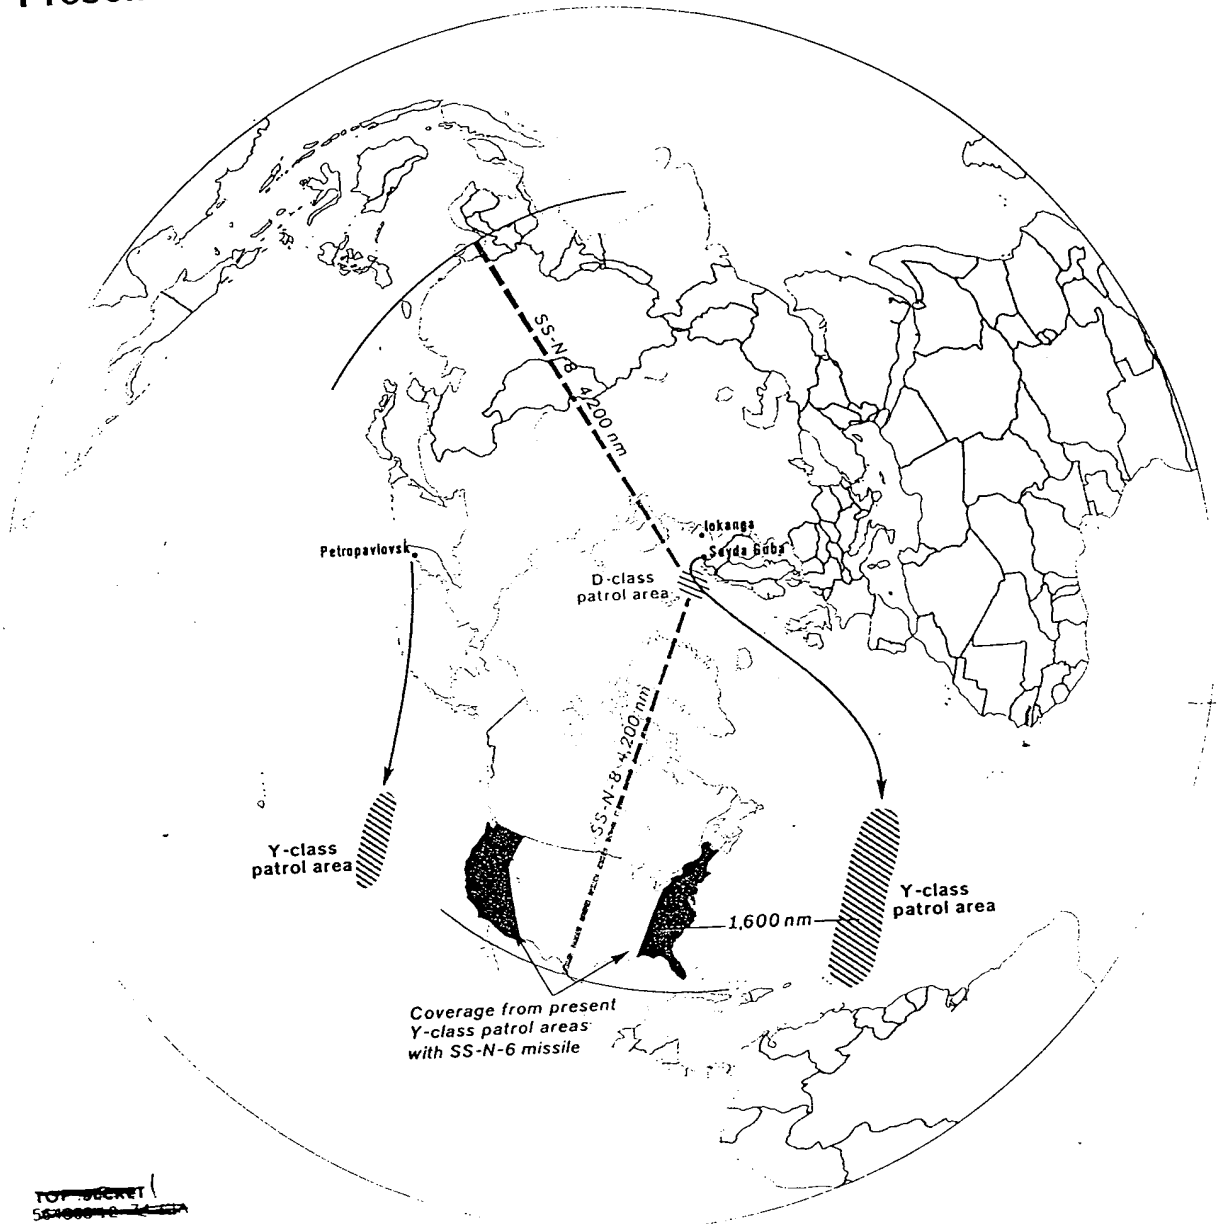 SS-N-8 4,200 nm
Iokanga
Sayda Guba
Petropavlovsk
D-class
patrol area
SS-N-8 4,200 nm
Y-class
patrol area
Y-class
patrol area
1,600 nm
Coverage from present
Y-class patrol areas
with SS-N-6 missile
TOP SECRET